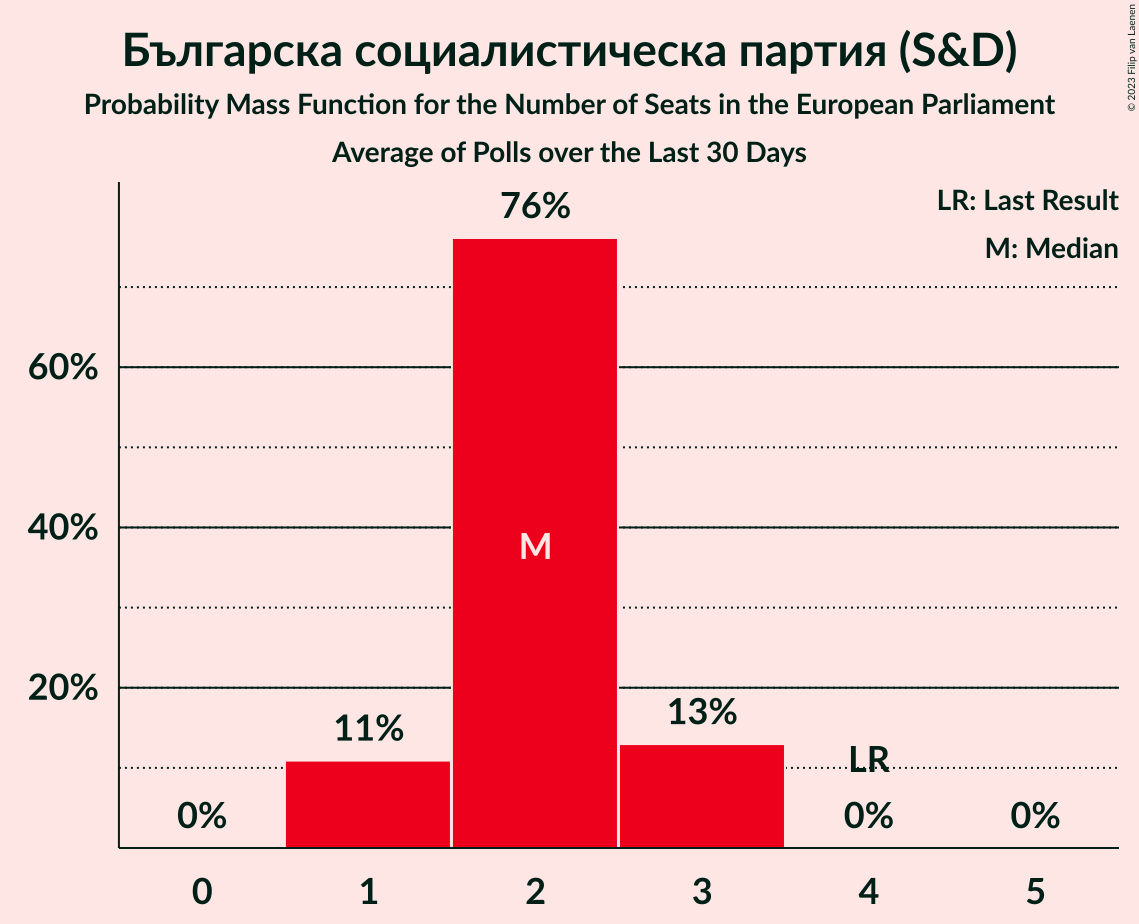 Българска социалистическа партия (S&D)
Probability Mass Function for the Number of Seats in the European Parliament
Average of Polls over the Last 30 Days
© 2023 Filip van Laenen
LR: Last Result
M: Median
76%
60%
40%
M
20%
13%
11%
LR
0%
0%
0%
0 1 2 3 4 5